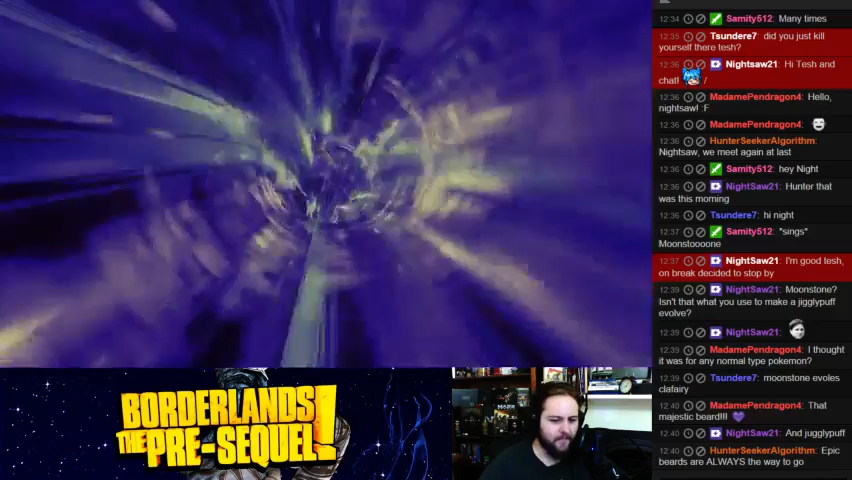 12:34 Samity512: Many times
12:35 Tsundere7: did you just kill
yourself there tesh?
12:36 Nightsaw21: Hi Tesh and
chat! /
12:36 MadamePendragon4: Hello,
nightsaw! :F
12:36 MadamePendragon4:
12:36 HunterSeekerAlgorithm:
Nightsaw, we meet again at last
12:36 Samity512: hey Night
12:36 NightSaw21: Hunter that
was this morning
12:36 Tsundere7: hi night
12:37 Samity512: *sings*
Moonstoooone
12:37 NightSaw21: I'm good tesh,
on break decided to stop by
12:39 NightSaw21: Moonstone?
Isn't that what you use to make a jigglypuff
evolve?
12:39 NightSaw21:
12:39 MadamePendragon4: I thought
it was for any normal type pokemon?
12:39 Tsundere7: moonstone evoles
clafairy
12:40 MadamePendragon4: That
majestic beard!!!
12:40 NightSaw21: And jugglypuff
12:40 HunterSeekerAlgorithm: Epic
beards are ALWAYS the way to go
BORDERLANDS
THE PRE-SEQUEL!